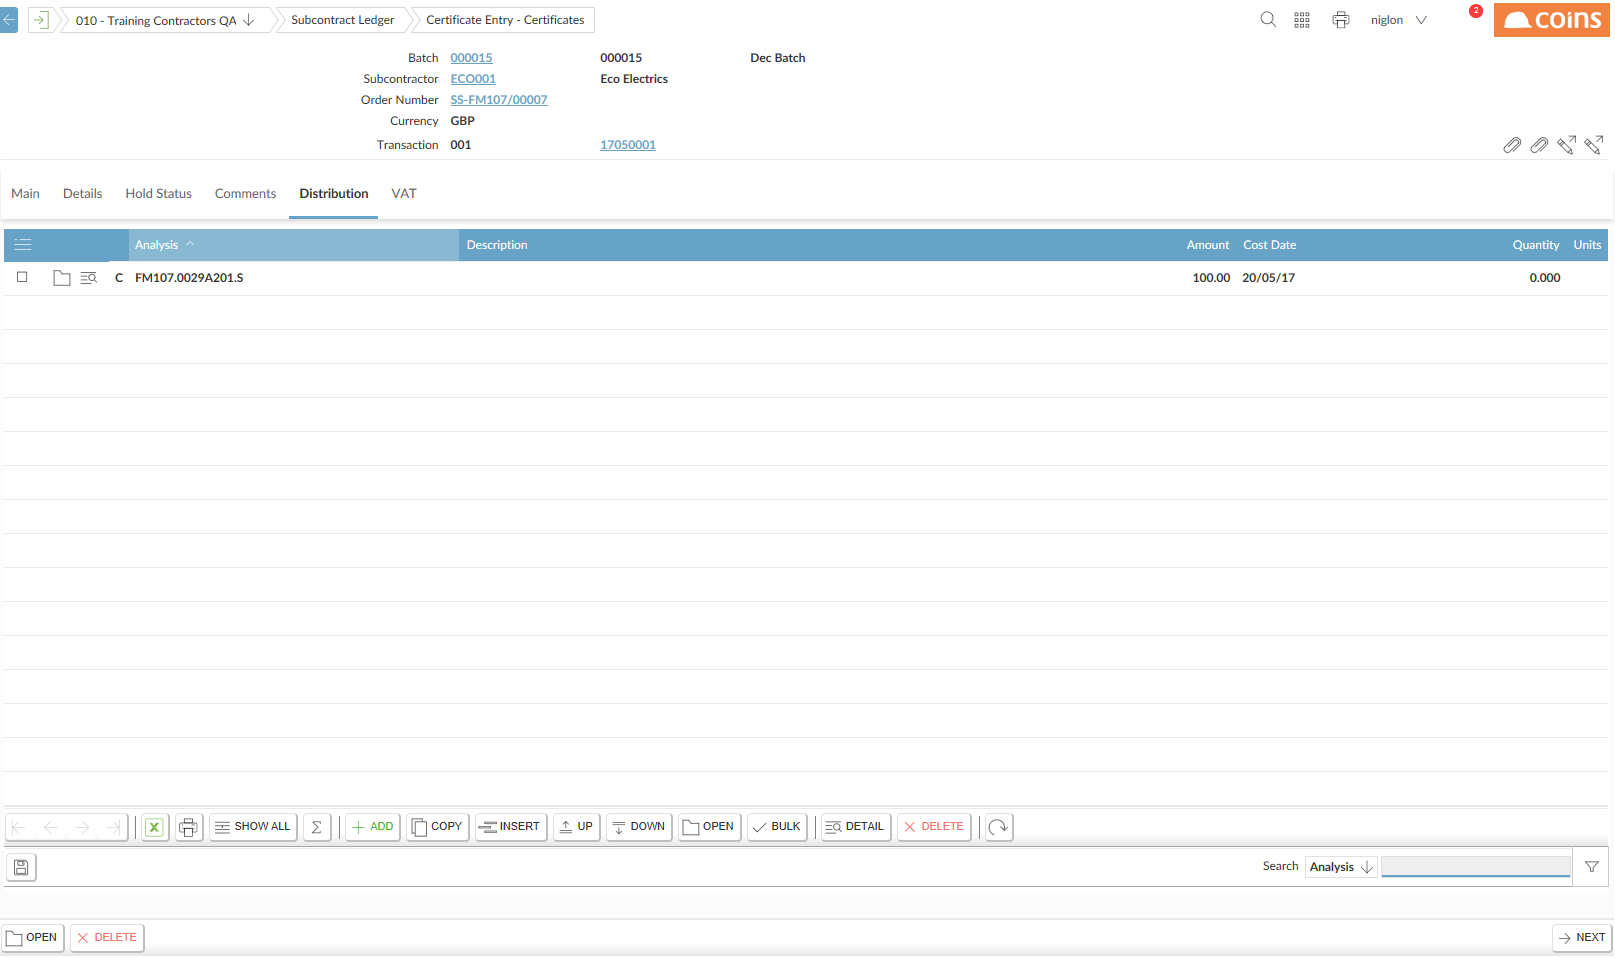 010 - Training Contractors QA
Subcontract Ledger
Certificate Entry - Certificates
niglon
2
coins
Batch 000015 000015 Dec Batch
Subcontractor ECO001 Eco Electrics
Order Number SS-FM107/00007
Currency GBP
Transaction 001 17050001
Main Details Hold Status Comments Distribution VAT
Analysis Description Amount Cost Date Quantity Units
C FM107.0029A201.S 100.00 20/05/17 0.000
SHOW ALL Σ ADD COPY INSERT UP DOWN OPEN BULK DETAIL DELETE
Search Analysis
OPEN DELETE NEXT